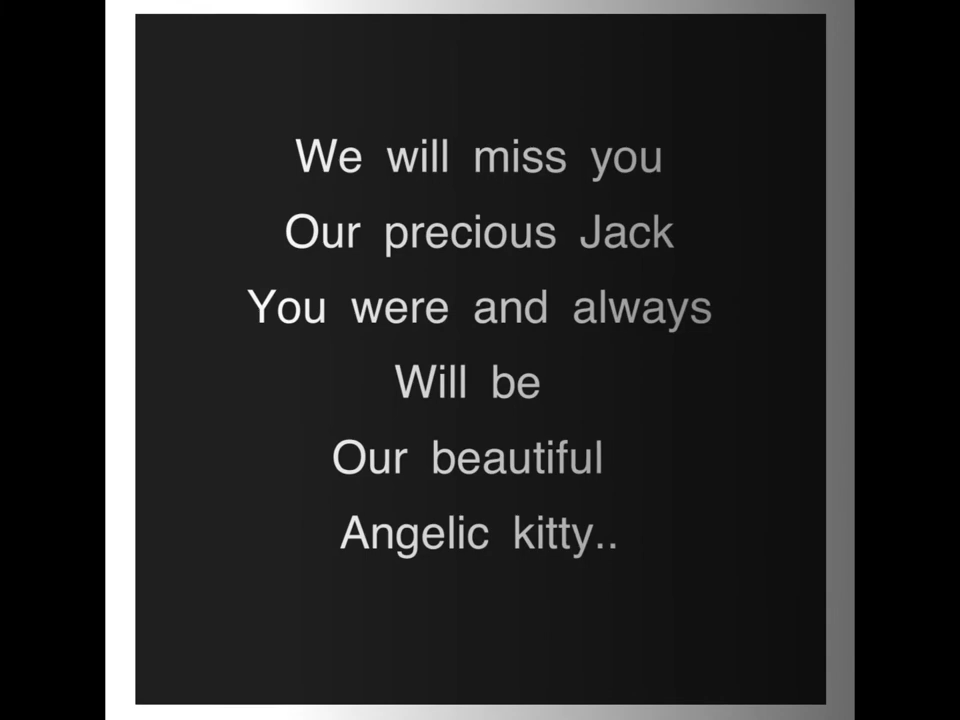 We will miss you
Our precious Jack
You were and always
Will be
Our beautiful
Angelic kitty..